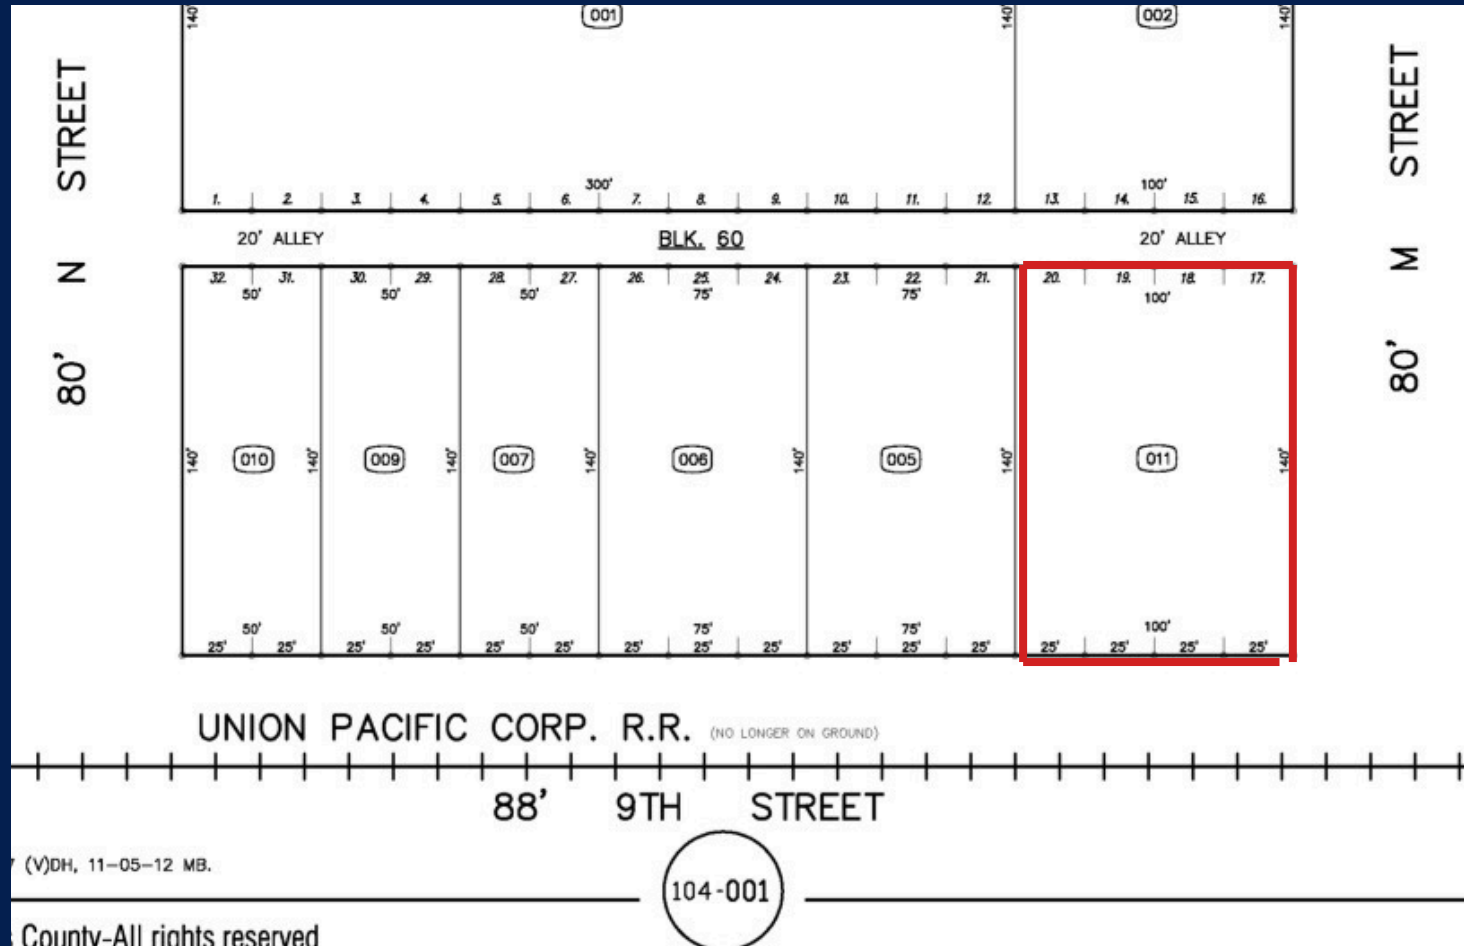 140' 001 140' 002 140'
STREET
STREET
300' 100'
1. 2. 3. 4. 5. 6. 7. 8. 9. 10. 11. 12. 13. 14. 15. 16.
20' ALLEY BLK. 60 20' ALLEY
N
M
32. 31. 30. 29. 28. 27. 26. 25. 24. 23. 22. 21. 20. 19. 18. 17.
50' 50' 50' 75' 75' 100'
80'
80'
140' 010 140' 009 140' 007 140' 006 140' 005 140' 011 140'
50' 50' 50' 75' 75' 100'
25' 25' 25' 25' 25' 25' 25' 25' 25' 25' 25' 25' 25' 25' 25' 25'
UNION PACIFIC CORP. R.R. (NO LONGER ON GROUND)
88' 9TH STREET
(V)DH, 11-05-12 MB.
104-001
County-All rights reserved